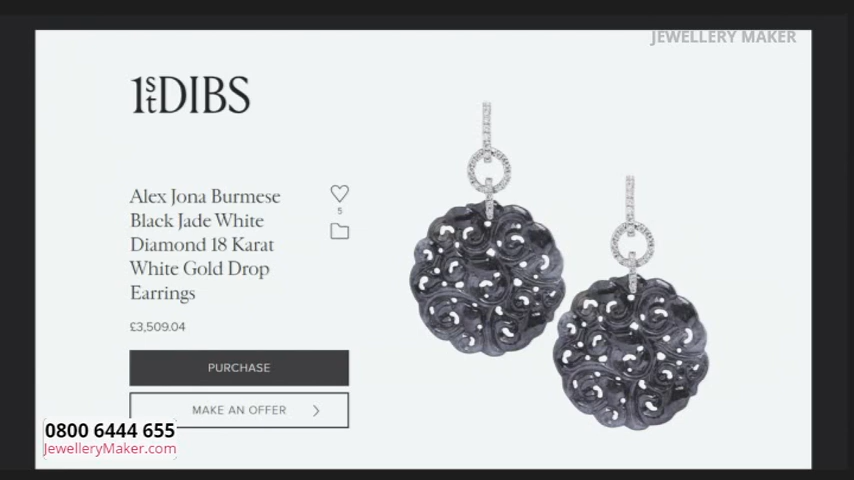 JEWELLERY MAKER
1stDIBS
Alex Jona Burmese
Black Jade White
Diamond 18 Karat
White Gold Drop
Earrings
5
£3,509.04
PURCHASE
MAKE AN OFFER
0800 6444 655
JewelleryMaker.com